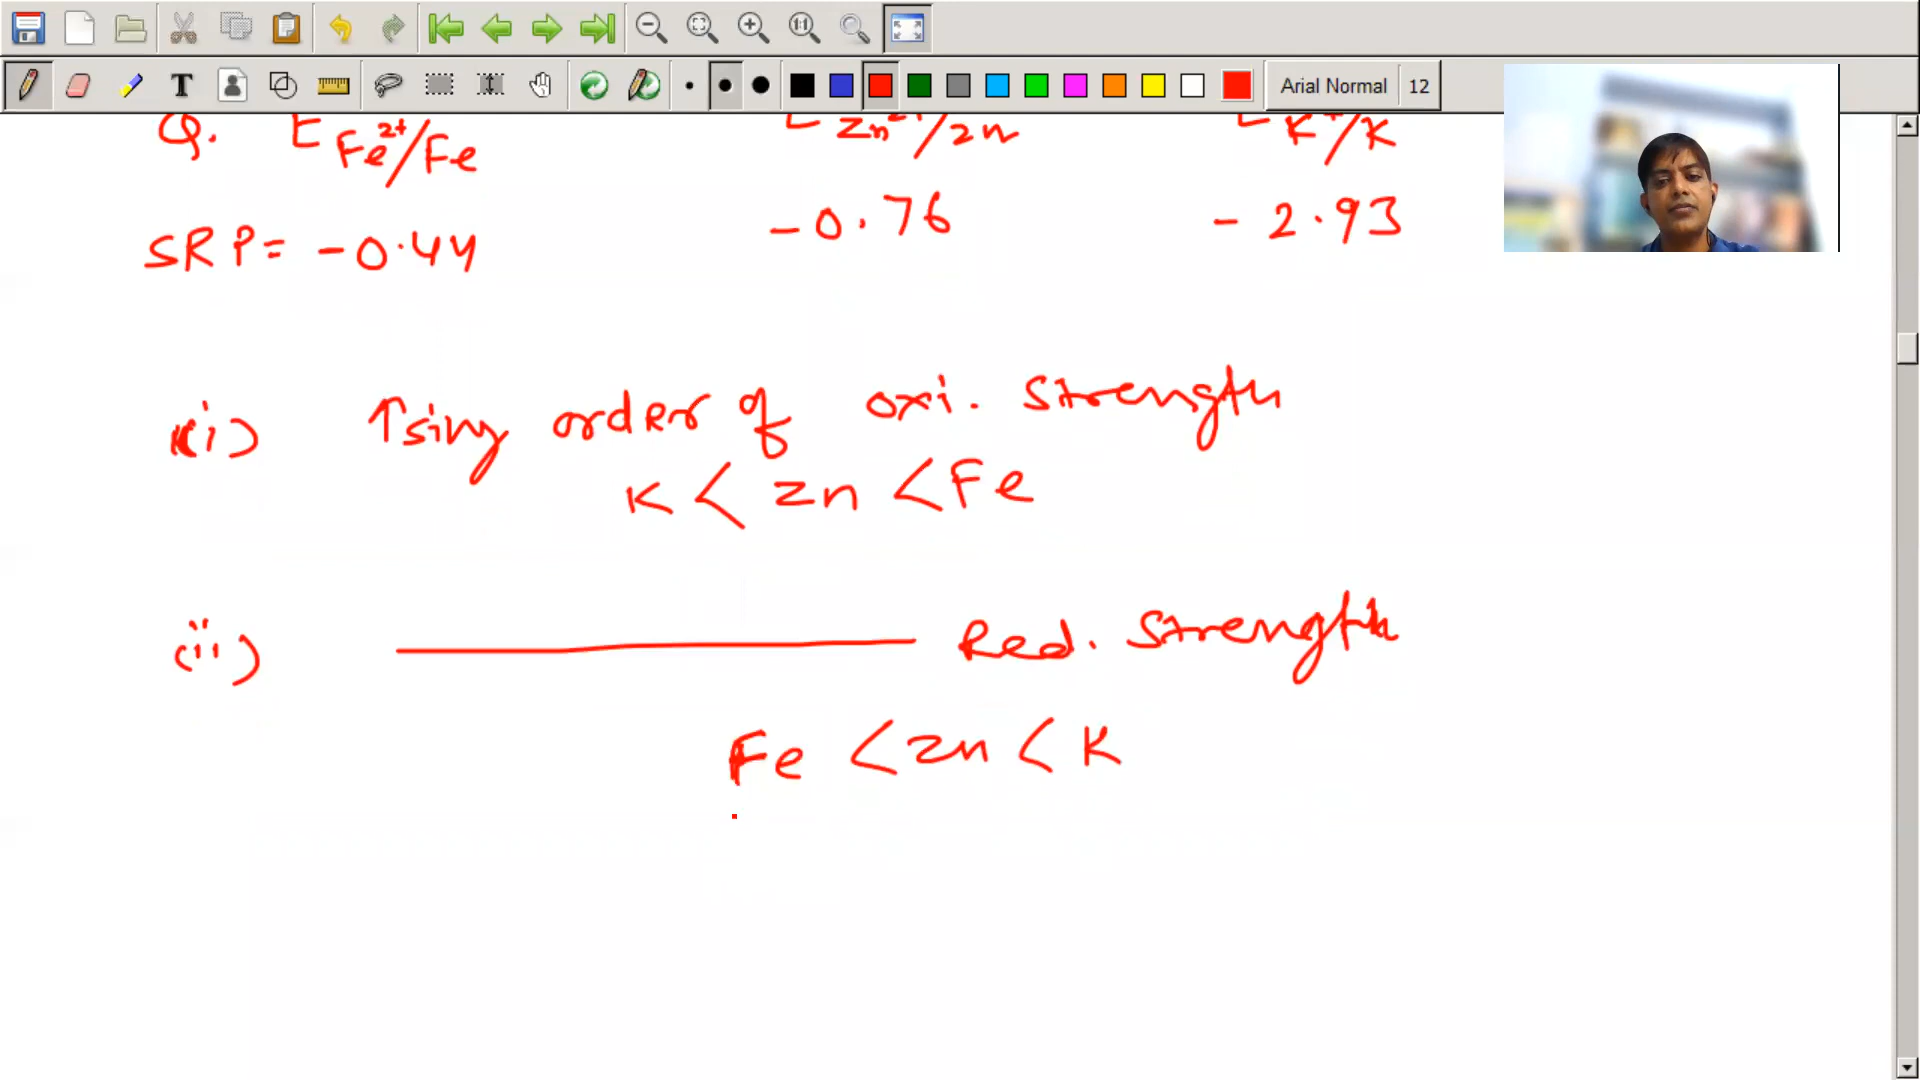 Arial Normal 12
Q. E Fe2+/Fe Zn2+/Zn K+/K
SRP = -0.44 -0.76 -2.93
(i) ↑sing order of oxi. Strength
K < Zn < Fe
(ii) Red. Strength
Fe < Zn < K